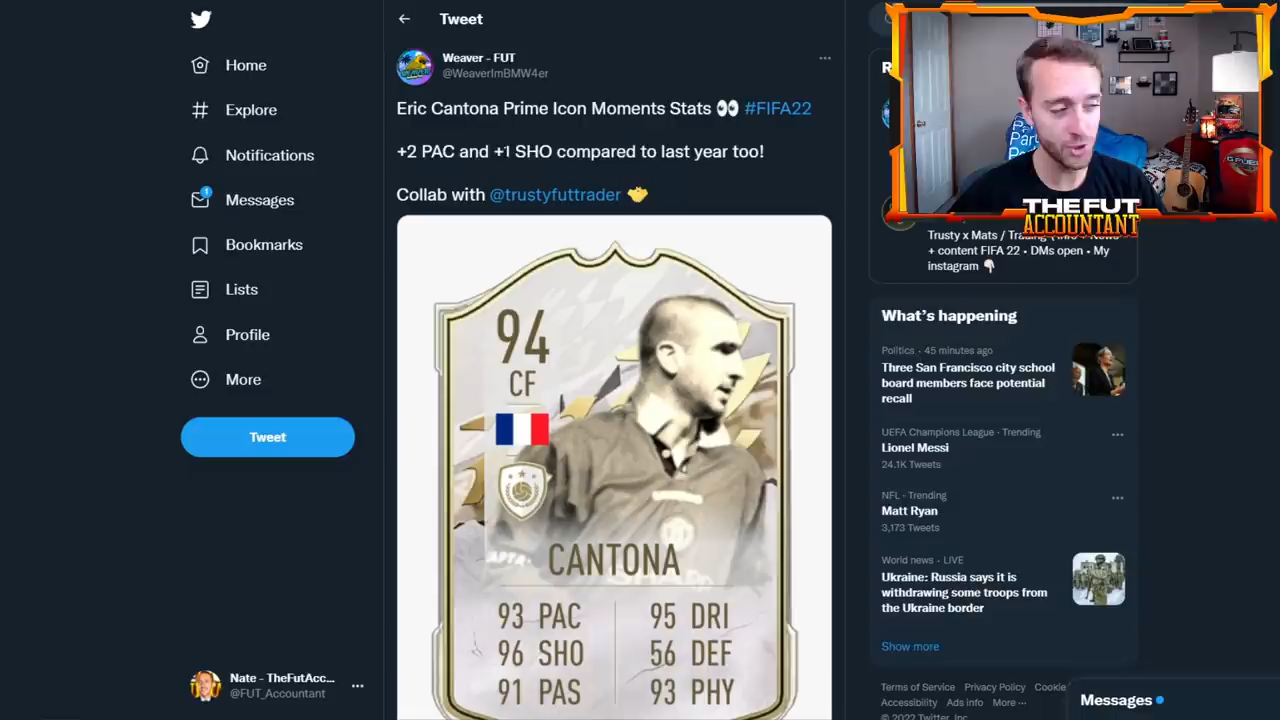 Tweet
Home
Explore
Notifications
1
Messages
Bookmarks
Lists
Profile
More
Tweet
Nate - TheFutAcc...
@FUT_Accountant
Weaver - FUT
@WeaverImBMW4er
Eric Cantona Prime Icon Moments Stats 👀 #FIFA22
+2 PAC and +1 SHO compared to last year too!
Collab with @trustyfuttrader 🤝
94
CF
CANTONA
93 PAC
96 SHO
91 PAS
95 DRI
56 DEF
93 PHY
THE FUT
ACCOUNTANT
+ content FIFA 22 • DMs open • My
instagram 👇🏻
What's happening
Politics · 45 minutes ago
Three San Francisco city school
board members face potential
recall
UEFA Champions League · Trending
Lionel Messi
24.1K Tweets
NFL · Trending
Matt Ryan
3,173 Tweets
World news · LIVE
Ukraine: Russia says it is
withdrawing some troops from
the Ukraine border
Show more
Terms of Service Privacy Policy Cookie
Accessibility Ads info More ···
© 2022 Twitter, Inc.
Messages